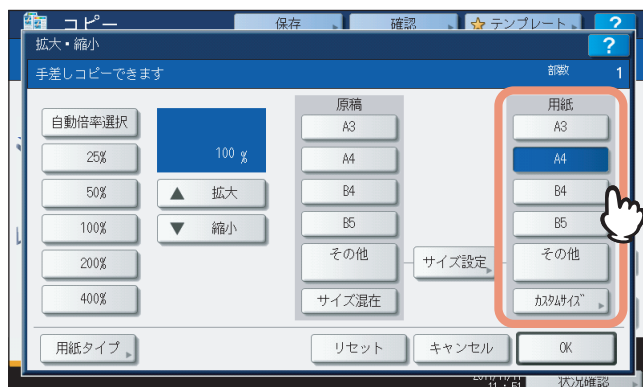 コピー
保存
確認
テンプレート
?
拡大・縮小
?
手差しコピーできます
部数 1
自動倍率選択
25%
50%
100%
200%
400%
100 %
拡大
縮小
原稿
A3
A4
B4
B5
その他
サイズ混在
サイズ設定
用紙
A3
A4
B4
B5
その他
カスタムサイズ
用紙タイプ
リセット
キャンセル
OK
状況確認